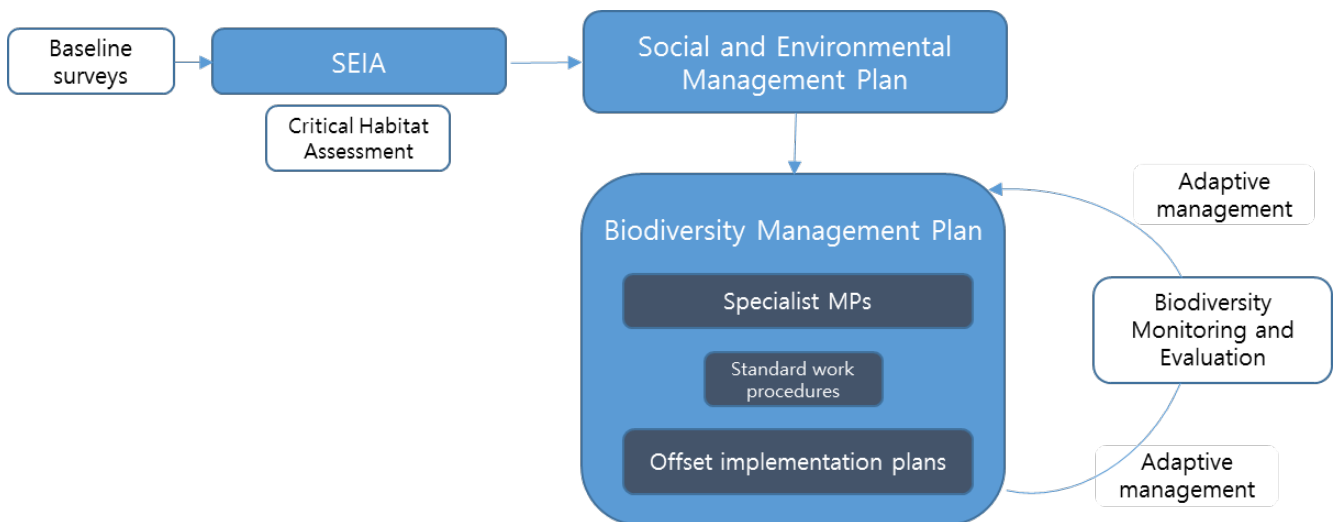 Baseline
surveys
SEIA
Social and Environmental
Management Plan
Critical Habitat
Assessment
Adaptive
management
Biodiversity Management Plan
Specialist MPs
Biodiversity
Monitoring and
Evaluation
Standard work
procedures
Offset implementation plans
Adaptive
management